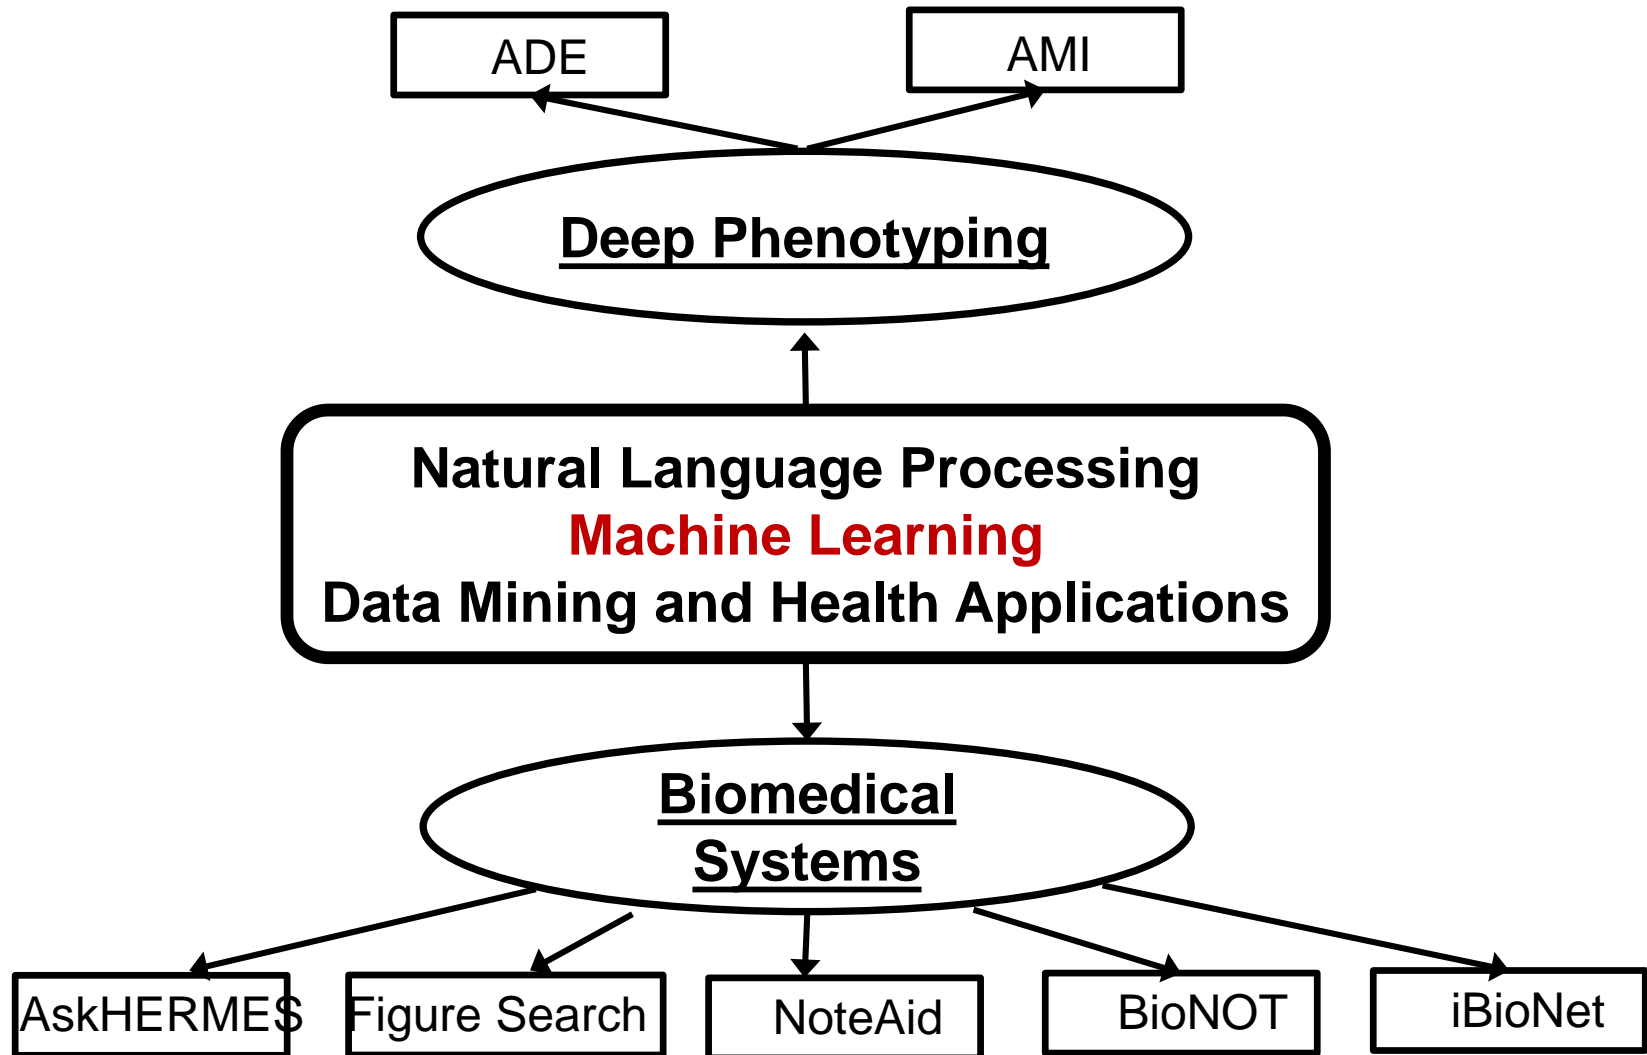 ADE
AMI
Deep Phenotyping
Natural Language Processing
Machine Learning
Data Mining and Health Applications
Biomedical
Systems
AskHERMES
Figure Search
NoteAid
BioNOT
iBioNet